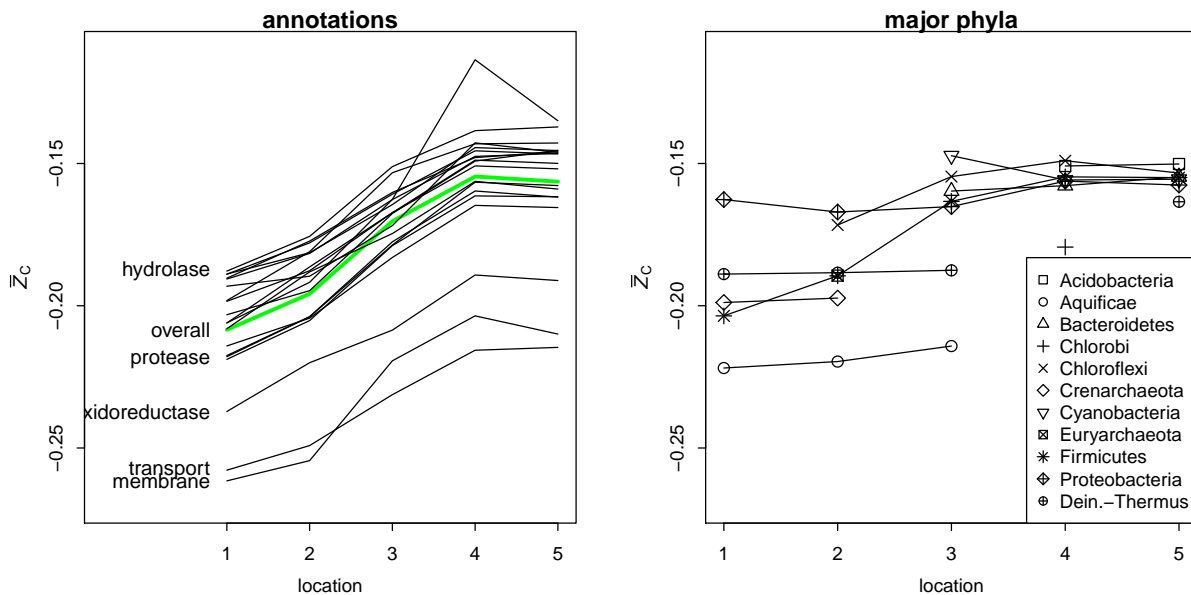 annotations
major phyla
−0.15
−0.20
−0.25
Z̅C
hydrolase
overall
protease
xidoreductase
transport
membrane
1 2 3 4 5
location
−0.15
−0.20
−0.25
Z̅C
Acidobacteria
Aquificae
Bacteroidetes
Chlorobi
Chloroflexi
Crenarchaeota
Cyanobacteria
Euryarchaeota
Firmicutes
Proteobacteria
Dein.−Thermus
1 2 3 4 5
location